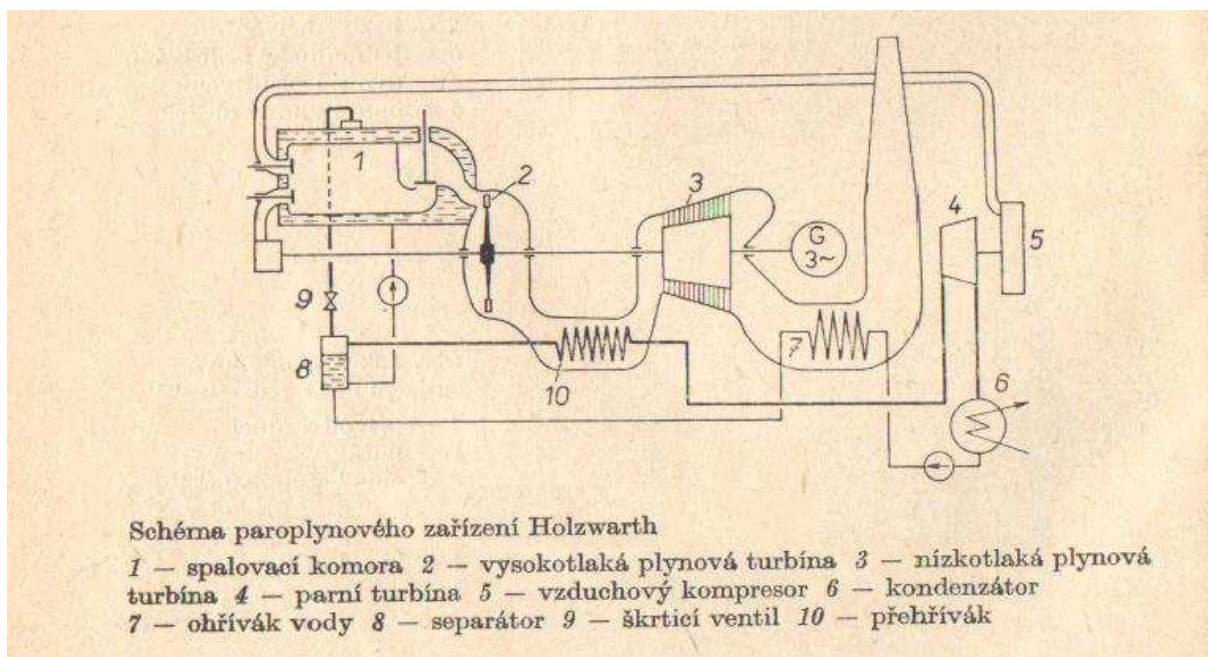 1
2
3
G
3~
4
5
9
8
10
7
6
Schéma paroplynového zařízení Holzwarth
1 — spalovací komora 2 — vysokotlaká plynová turbína 3 — nízkotlaká plynová
turbína 4 — parní turbína 5 — vzduchový kompresor 6 — kondenzátor
7 — ohřívák vody 8 — separátor 9 — škrticí ventil 10 — přehřívák